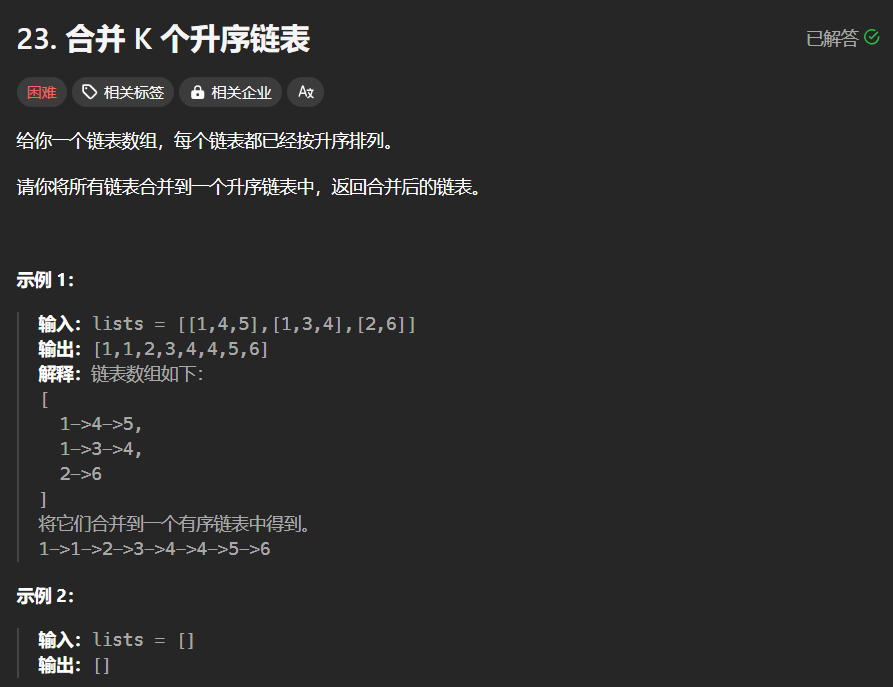 23. 合并 K 个升序链表
已解答
困难 相关标签 相关企业 Az
给你一个链表数组，每个链表都已经按升序排列。
请你将所有链表合并到一个升序链表中，返回合并后的链表。
示例 1：
输入：lists = [[1,4,5],[1,3,4],[2,6]]
输出：[1,1,2,3,4,4,5,6]
解释：链表数组如下：
[
1->4->5,
1->3->4,
2->6
]
将它们合并到一个有序链表中得到。
1->1->2->3->4->4->5->6
示例 2：
输入：lists = []
输出：[]